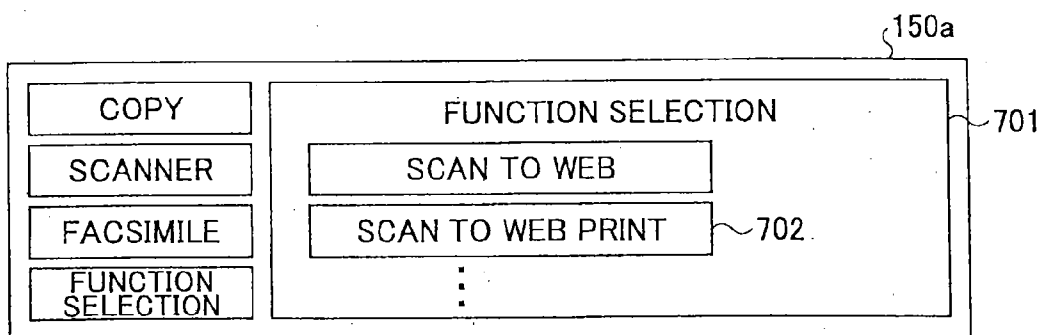 150a
COPY
SCANNER
FACSIMILE
FUNCTION
SELECTION
FUNCTION SELECTION
701
SCAN TO WEB
SCAN TO WEB PRINT
702